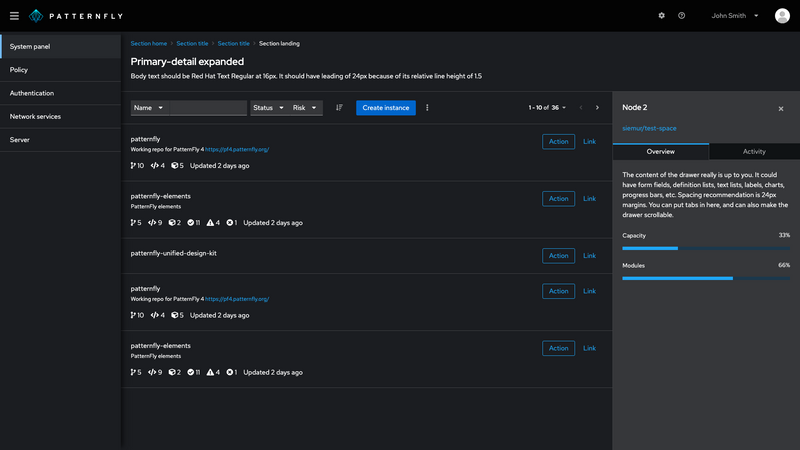 PATTERNFLY
John Smith
System panel
Policy
Authentication
Network services
Server
Section home > Section title > Section title > Section landing
Primary-detail expanded
Body text should be Red Hat Text Regular at 16px. It should have leading of 24px because of its relative line height of 1.5
Name
Status
Risk
Create instance
1 - 10 of 36
patternfly
Working repo for PatternFly 4 https://pf4.patternfly.org/
10 4 5 Updated 2 days ago
Action
Link
patternfly-elements
PatternFly elements
5 9 2 11 4 1 Updated 2 days ago
Action
Link
patternfly-unified-design-kit
Action
Link
patternfly
Working repo for PatternFly 4 https://pf4.patternfly.org/
10 4 5 Updated 2 days ago
Action
Link
patternfly-elements
PatternFly elements
5 9 2 11 4 1 Updated 2 days ago
Action
Link
Node 2
siemur/test-space
Overview
Activity
The content of the drawer really is up to you. It could
have form fields, definition lists, text lists, labels, charts,
progress bars, etc. Spacing recommendation is 24px
margins. You can put tabs in here, and can also make the
drawer scrollable.
Capacity
33%
Modules
66%